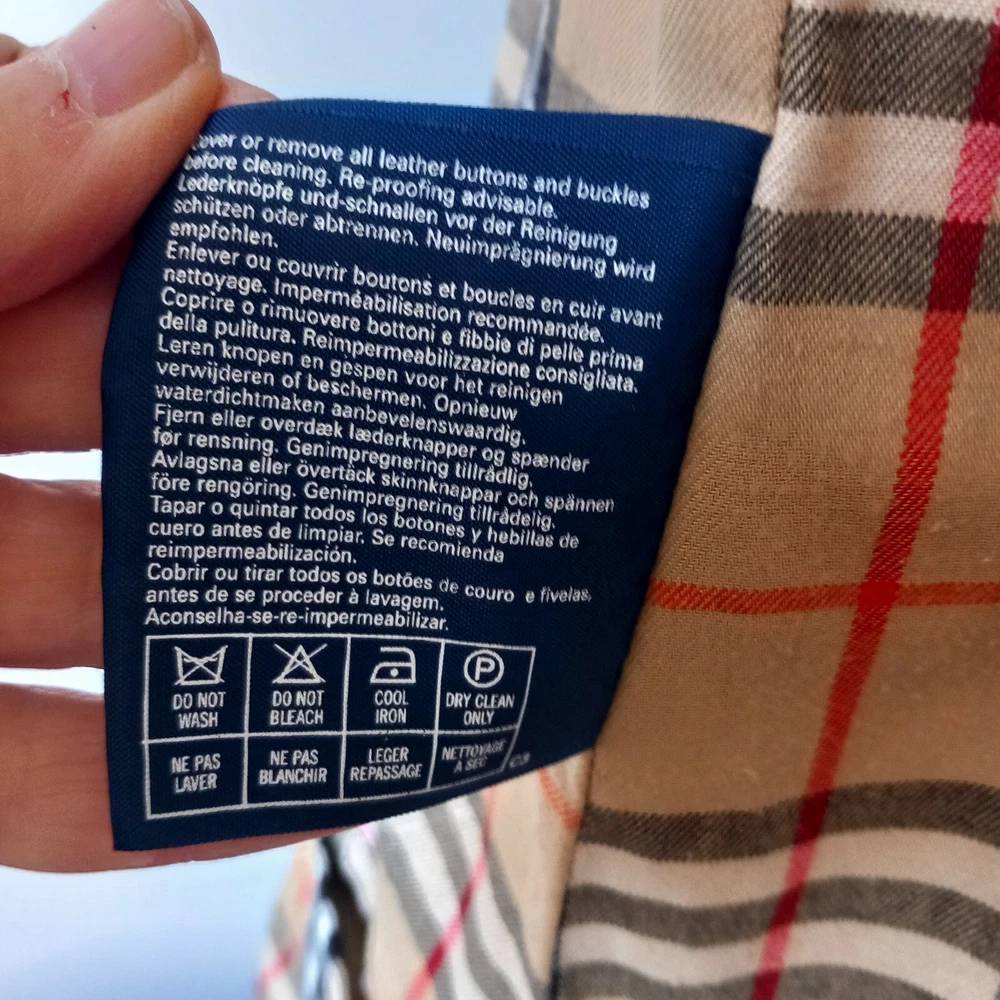 over or remove all leather buttons and buckles
before cleaning. Re-proofing advisable.
Lederknöpfe und-schnallen vor der Reinigung
schützen oder abtrennen. Neuimprägnierung wird
empfohlen.
Enlever ou couvrir boutons et boucles en cuir avant
nettoyage. Imperméabilisation recommandée.
Coprire o rimuovere bottoni e fibbie di pelle prima
della pulitura. Reimpermeabilizzazione consigliata.
Leren knopen en gespen voor het reinigen
verwijderen of beschermen. Opnieuw
waterdichtmaken aanbevelenswaardig.
Fjern eller overdæk læderknapper og spænder
før rensning. Genimpregnering tillrådlig.
Avlagsna eller övertäck skinnknappar och spännen
före rengöring. Genimpregnering tillrådelig.
Tapar o quintar todos los botones y hebillas de
cuero antes de limpiar. Se recomienda
reimpermeabilización.
Cobrir ou tirar todos os botões de couro e fivelas,
antes de se proceder à lavagem.
Aconselha-se-re-impermeabilizar.
P
DO NOT WASH
DO NOT BLEACH
COOL IRON
DRY CLEAN ONLY
NE PAS LAVER
NE PAS BLANCHIR
LEGER REPASSAGE
NETTOYAGE A SEC